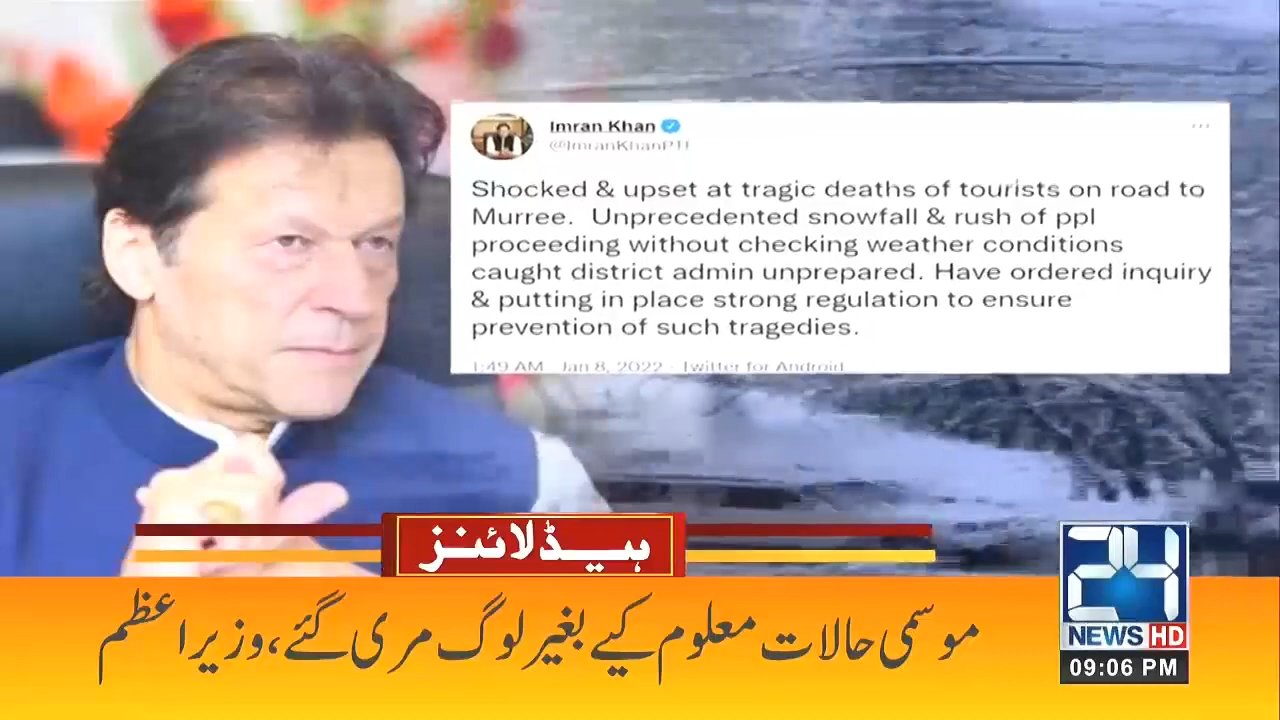 Imran Khan
@ImranKhanPTI
Shocked & upset at tragic deaths of tourists on road to
Murree. Unprecedented snowfall & rush of ppl
proceeding without checking weather conditions
caught district admin unprepared. Have ordered inquiry
& putting in place strong regulation to ensure
prevention of such tragedies.
1:49 AM · Jan 8, 2022 · Twitter for Android
ہیڈلائنز
موسمی حالات معلوم کیے بغیر لوگ مری گئے، وزیراعظم
24
NEWS HD
09:06 PM